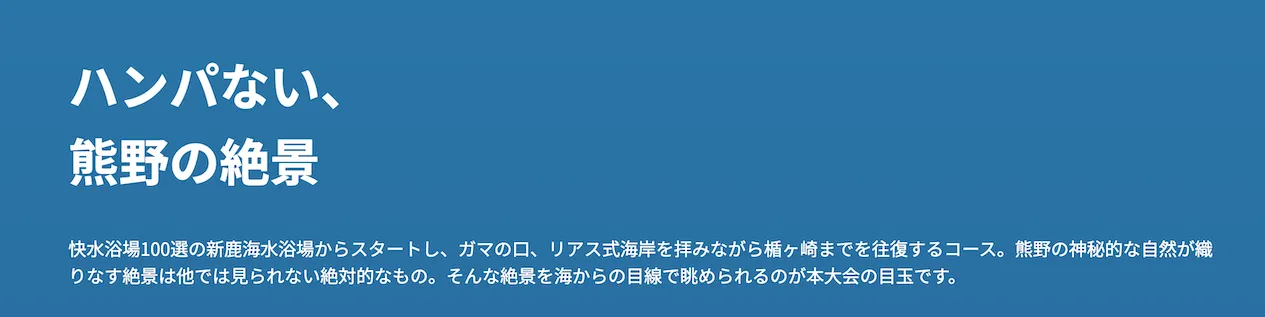 ハンパない、
熊野の絶景
快水浴場100選の新鹿海水浴場からスタートし、ガマの口、リアス式海岸を拝みながら楯ヶ崎までを往復するコース。熊野の神秘的な自然が織
りなす絶景は他では見られない絶対的なもの。そんな絶景を海からの目線で眺められるのが本大会の目玉です。